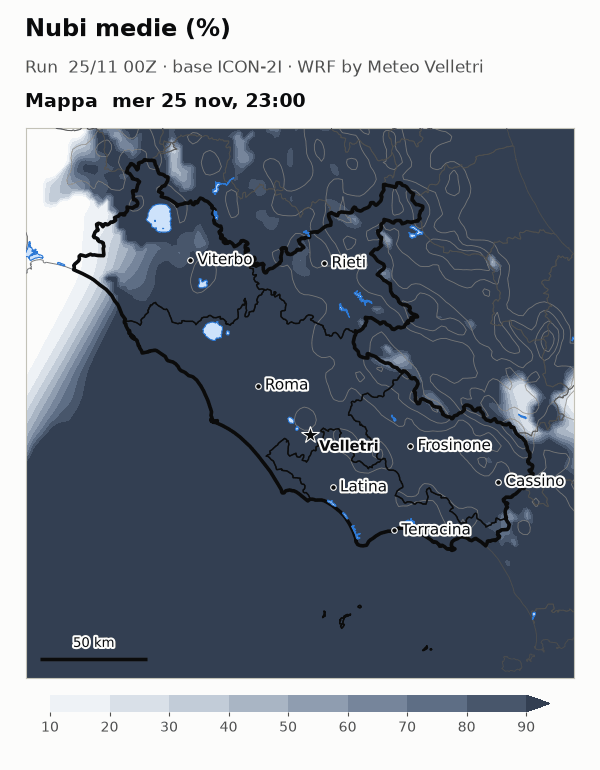 Nubi medie (%)
Run  25/11 00Z · base ICON-2I · WRF by Meteo Velletri
Mappa  mer 25 nov, 23:00
Viterbo
Rieti
Roma
Velletri
Frosinone
Latina
Cassino
Terracina
50 km
10 20 30 40 50 60 70 80 90